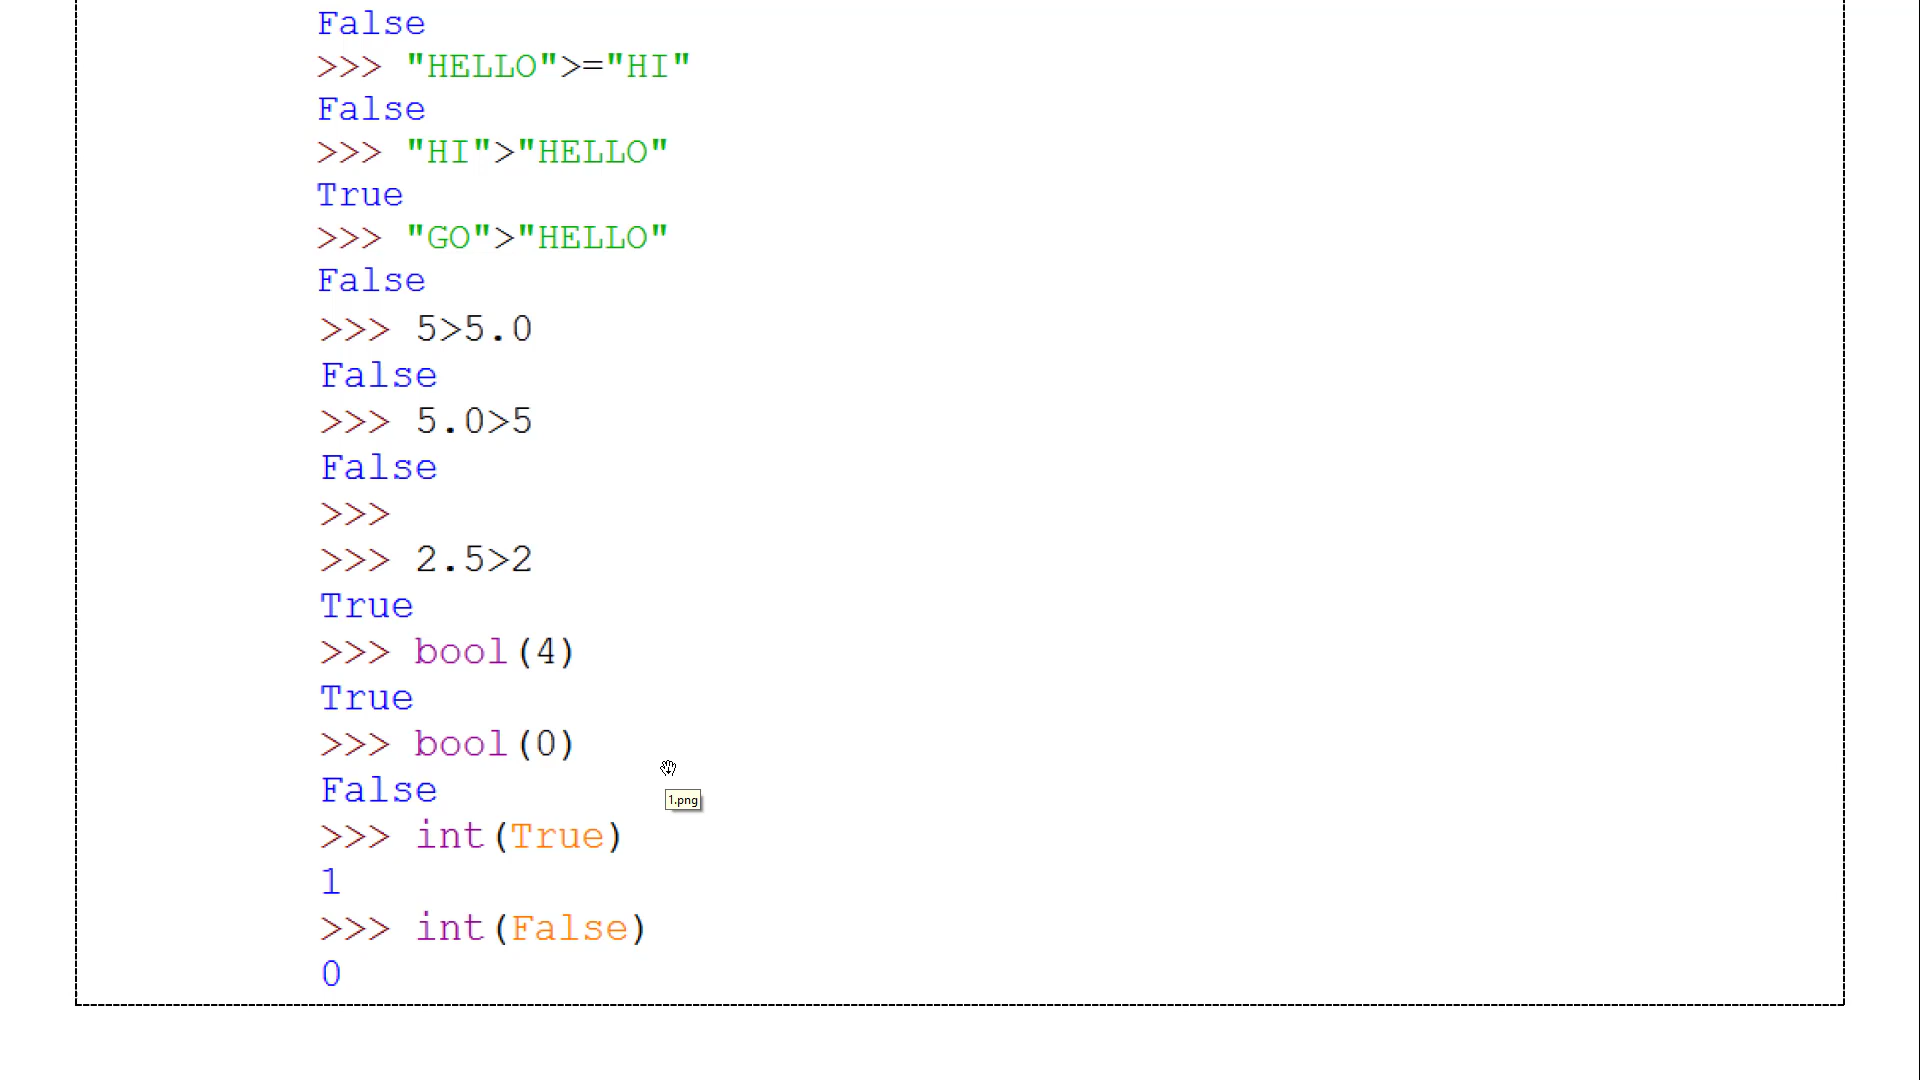 False
>>> "HELLO">="HI"
False
>>> "HI">"HELLO"
True
>>> "GO">"HELLO"
False
>>> 5>5.0
False
>>> 5.0>5
False
>>>
>>> 2.5>2
True
>>> bool(4)
True
>>> bool(0)
False
1.png
>>> int(True)
1
>>> int(False)
0